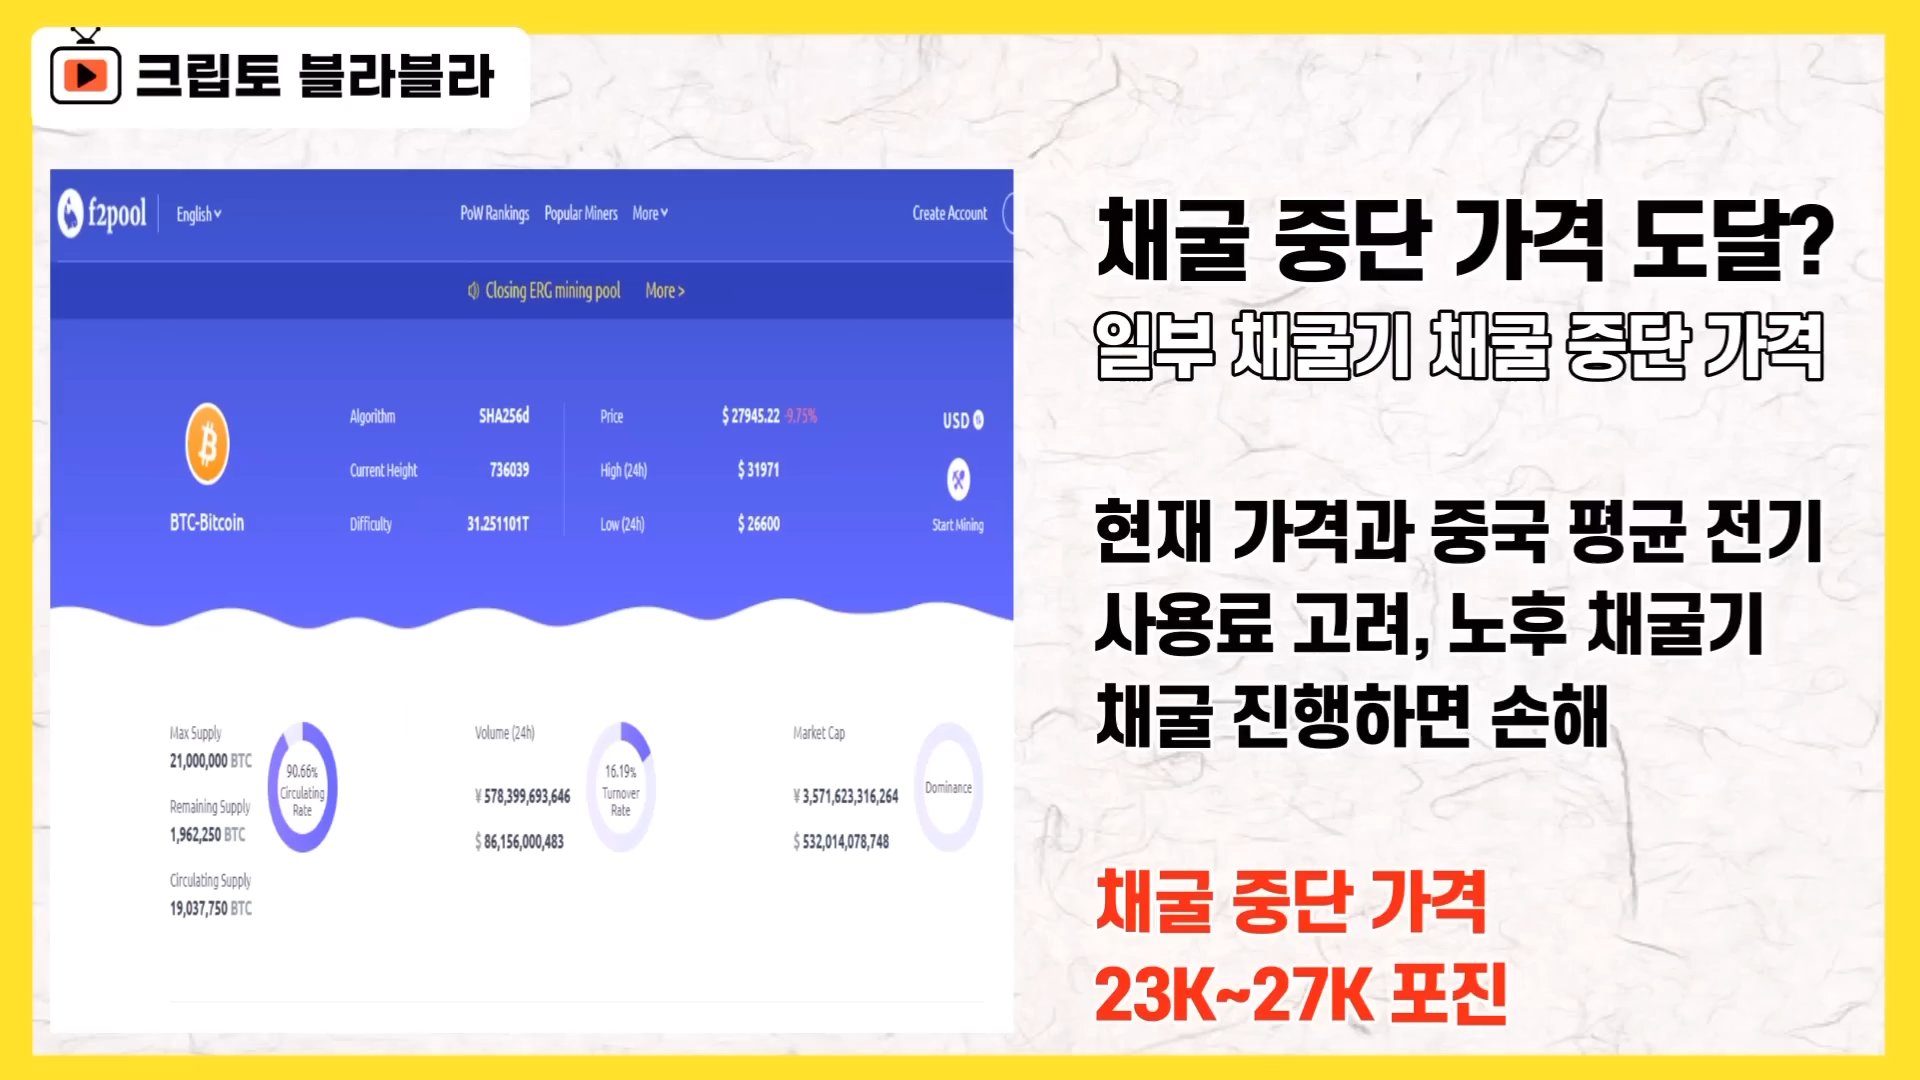 크립토 블라블라
f2pool English PoW Rankings Popular Miners More Create Account
Closing ERG mining pool More >
Algorithm SHA256d Price $ 27945.22 -9.75% USD
Current Height 736039 High (24h) $ 31971
BTC-Bitcoin Difficulty 31.251101T Low (24h) $ 26600 Start Mining
Max Supply
21,000,000 BTC
Remaining Supply
1,962,250 BTC
Circulating Supply
19,037,750 BTC
90.66%
Circulating
Rate
Volume (24h)
¥ 578,399,693,646
$ 86,156,000,483
16.19%
Turnover
Rate
Market Cap
¥ 3,571,623,316,264
$ 532,014,078,748
Dominance
채굴 중단 가격 도달?
일부 채굴기 채굴 중단 가격
현재 가격과 중국 평균 전기
사용료 고려, 노후 채굴기
채굴 진행하면 손해
채굴 중단 가격
23K~27K 포진